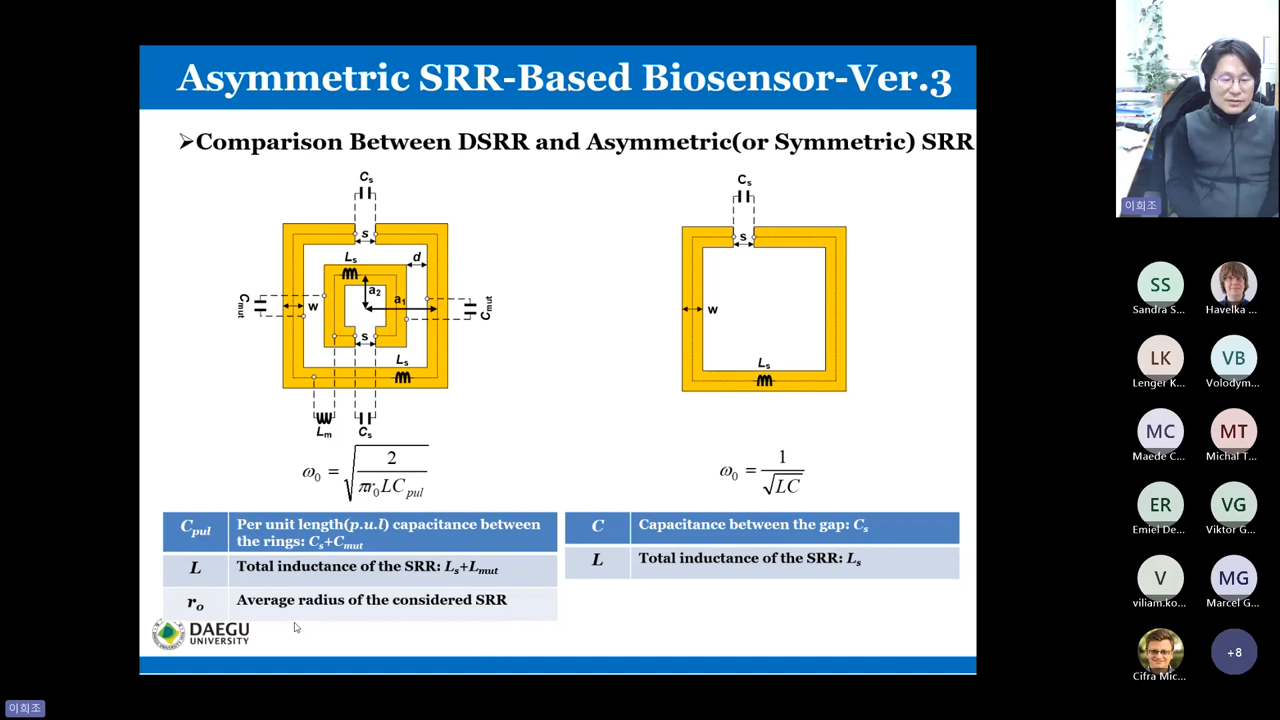 Asymmetric SRR-Based Biosensor-Ver.3
➢Comparison Between DSRR and Asymmetric(or Symmetric) SRR
Cs
s
Ls
d
a2
a1
Cmut
w
Cmut
s
Ls
Lm
Cs
ω0 = √(2/(πr0LCpul))
Cs
s
w
Ls
ω0 = 1/√LC
Cpul
Per unit length(p.u.l) capacitance between
the rings: Cs+Cmut
L
Total inductance of the SRR: Ls+Lmut
ro
Average radius of the considered SRR
C
Capacitance between the gap: Cs
L
Total inductance of the SRR: Ls
DAEGU
UNIVERSITY
이희조
SS
Sandra S...
Havelka ...
LK
Lenger K...
VB
Volodym...
MC
Maede C...
MT
Michal T...
ER
Emiel De...
VG
Viktor G...
V
viliam.ko...
MG
Marcel G...
Cifra Mic...
+8
이희조